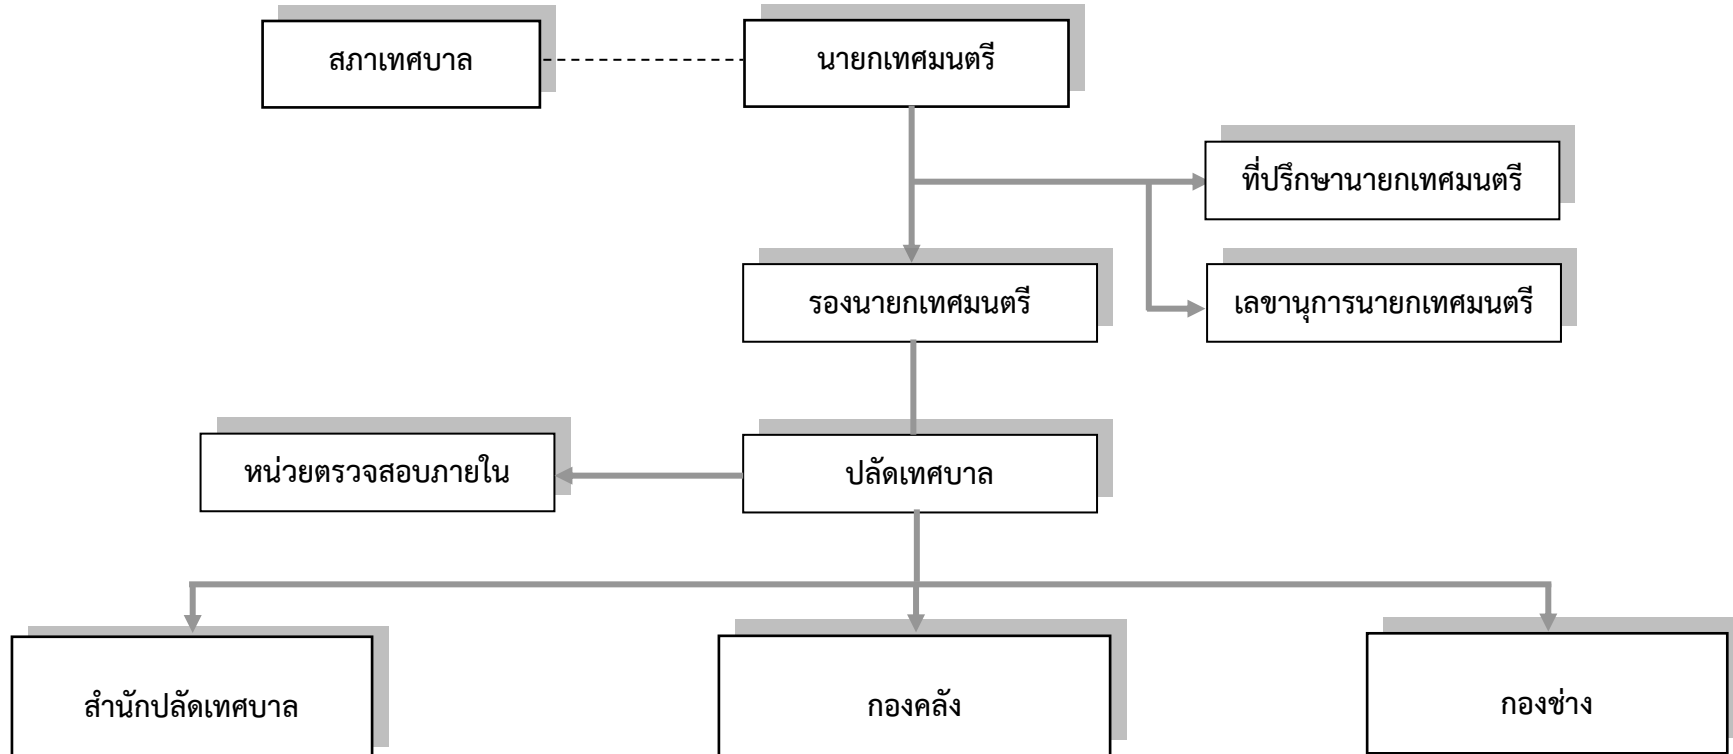 สภาเทศบาล
นายกเทศมนตรี
ที่ปรึกษานายกเทศมนตรี
รองนายกเทศมนตรี
เลขานุการนายกเทศมนตรี
หน่วยตรวจสอบภายใน
ปลัดเทศบาล
สำนักปลัดเทศบาล
กองคลัง
กองช่าง